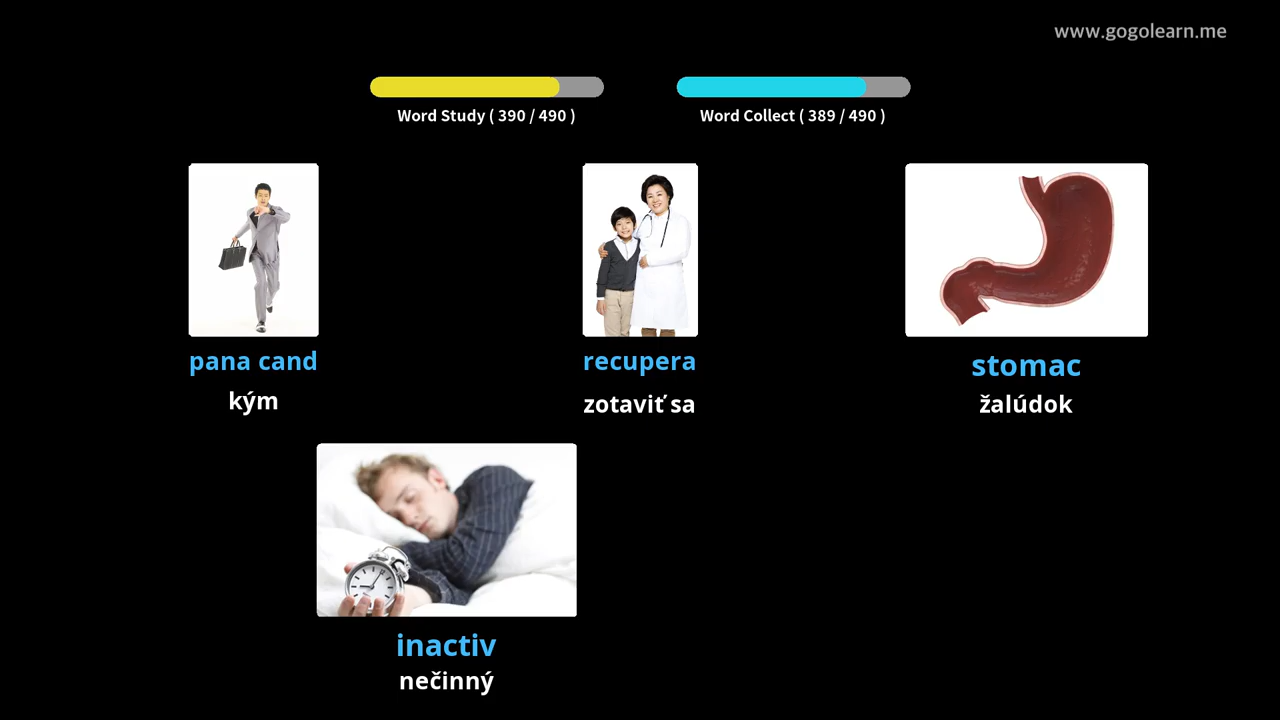 www.gogolearn.me
Word Study ( 390 / 490 )
Word Collect ( 389 / 490 )
pana cand
kým
recupera
zotaviť sa
stomac
žalúdok
inactiv
nečinný